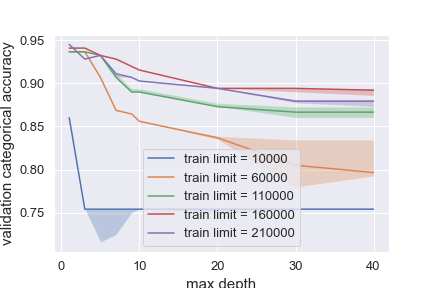 validation categorical accuracy
0.95
0.90
0.85
0.80
0.75
train limit = 10000
train limit = 60000
train limit = 110000
train limit = 160000
train limit = 210000
0 10 20 30 40
max depth